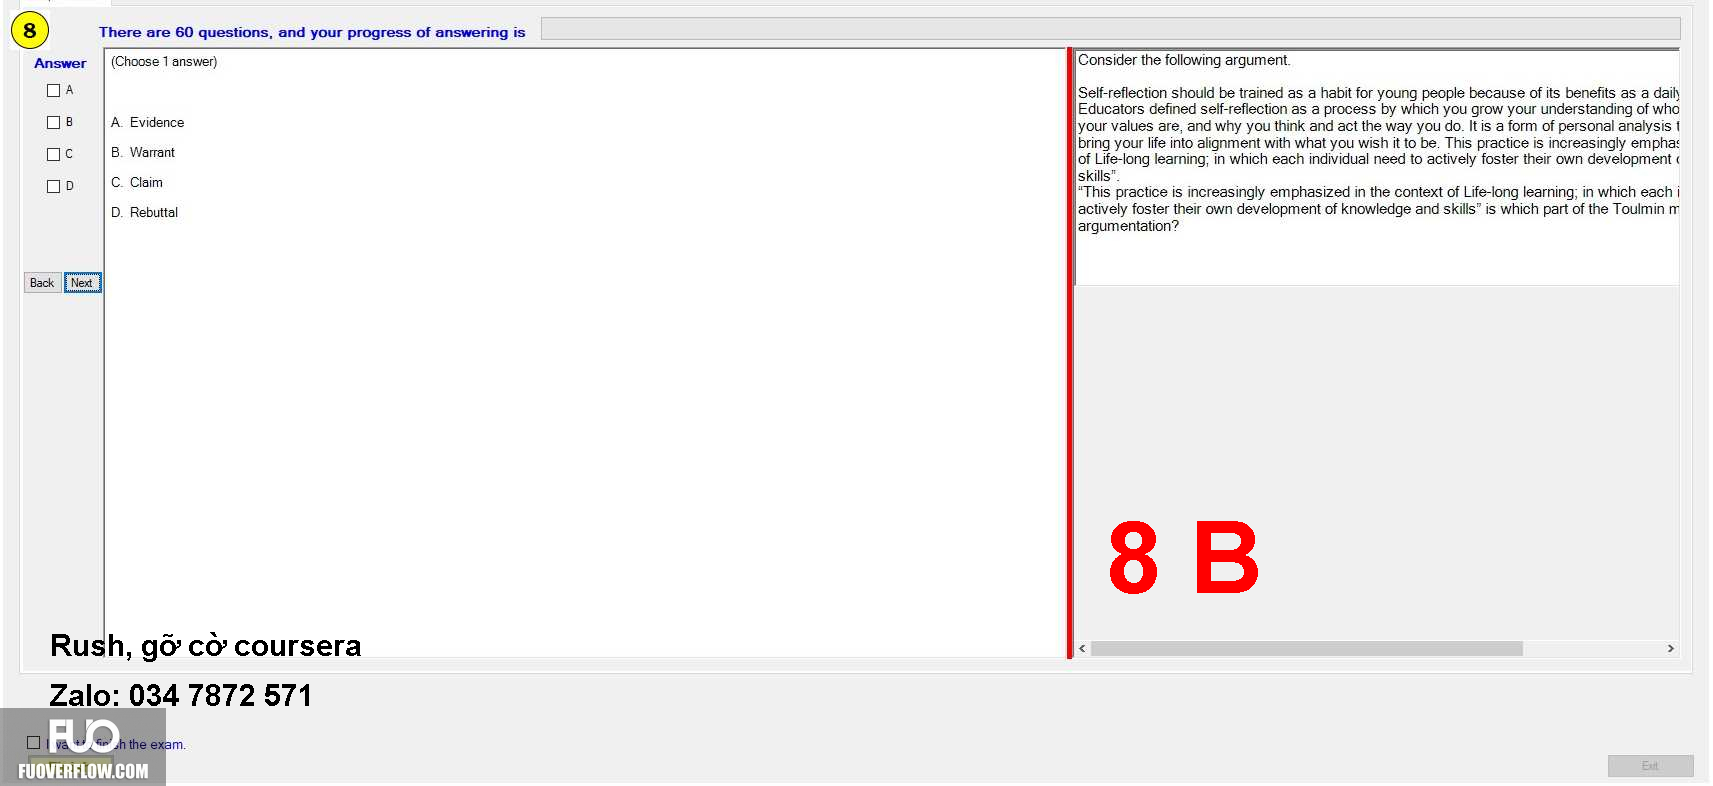 8
There are 60 questions, and your progress of answering is
Answer
A
B
C
D
Back
Next
(Choose 1 answer)
A. Evidence
B. Warrant
C. Claim
D. Rebuttal
Consider the following argument.
Self-reflection should be trained as a habit for young people because of its benefits as a daily
Educators defined self-reflection as a process by which you grow your understanding of who
your values are, and why you think and act the way you do. It is a form of personal analysis t
bring your life into alignment with what you wish it to be. This practice is increasingly emphas
of Life-long learning; in which each individual need to actively foster their own development
skills”.
“This practice is increasingly emphasized in the context of Life-long learning; in which each i
actively foster their own development of knowledge and skills” is which part of the Toulmin m
argumentation?
8 B
Rush, gỡ cờ coursera
Zalo: 034 7872 571
I want to finish the exam.
FUO
FUOVERFLOW.COM
Exit